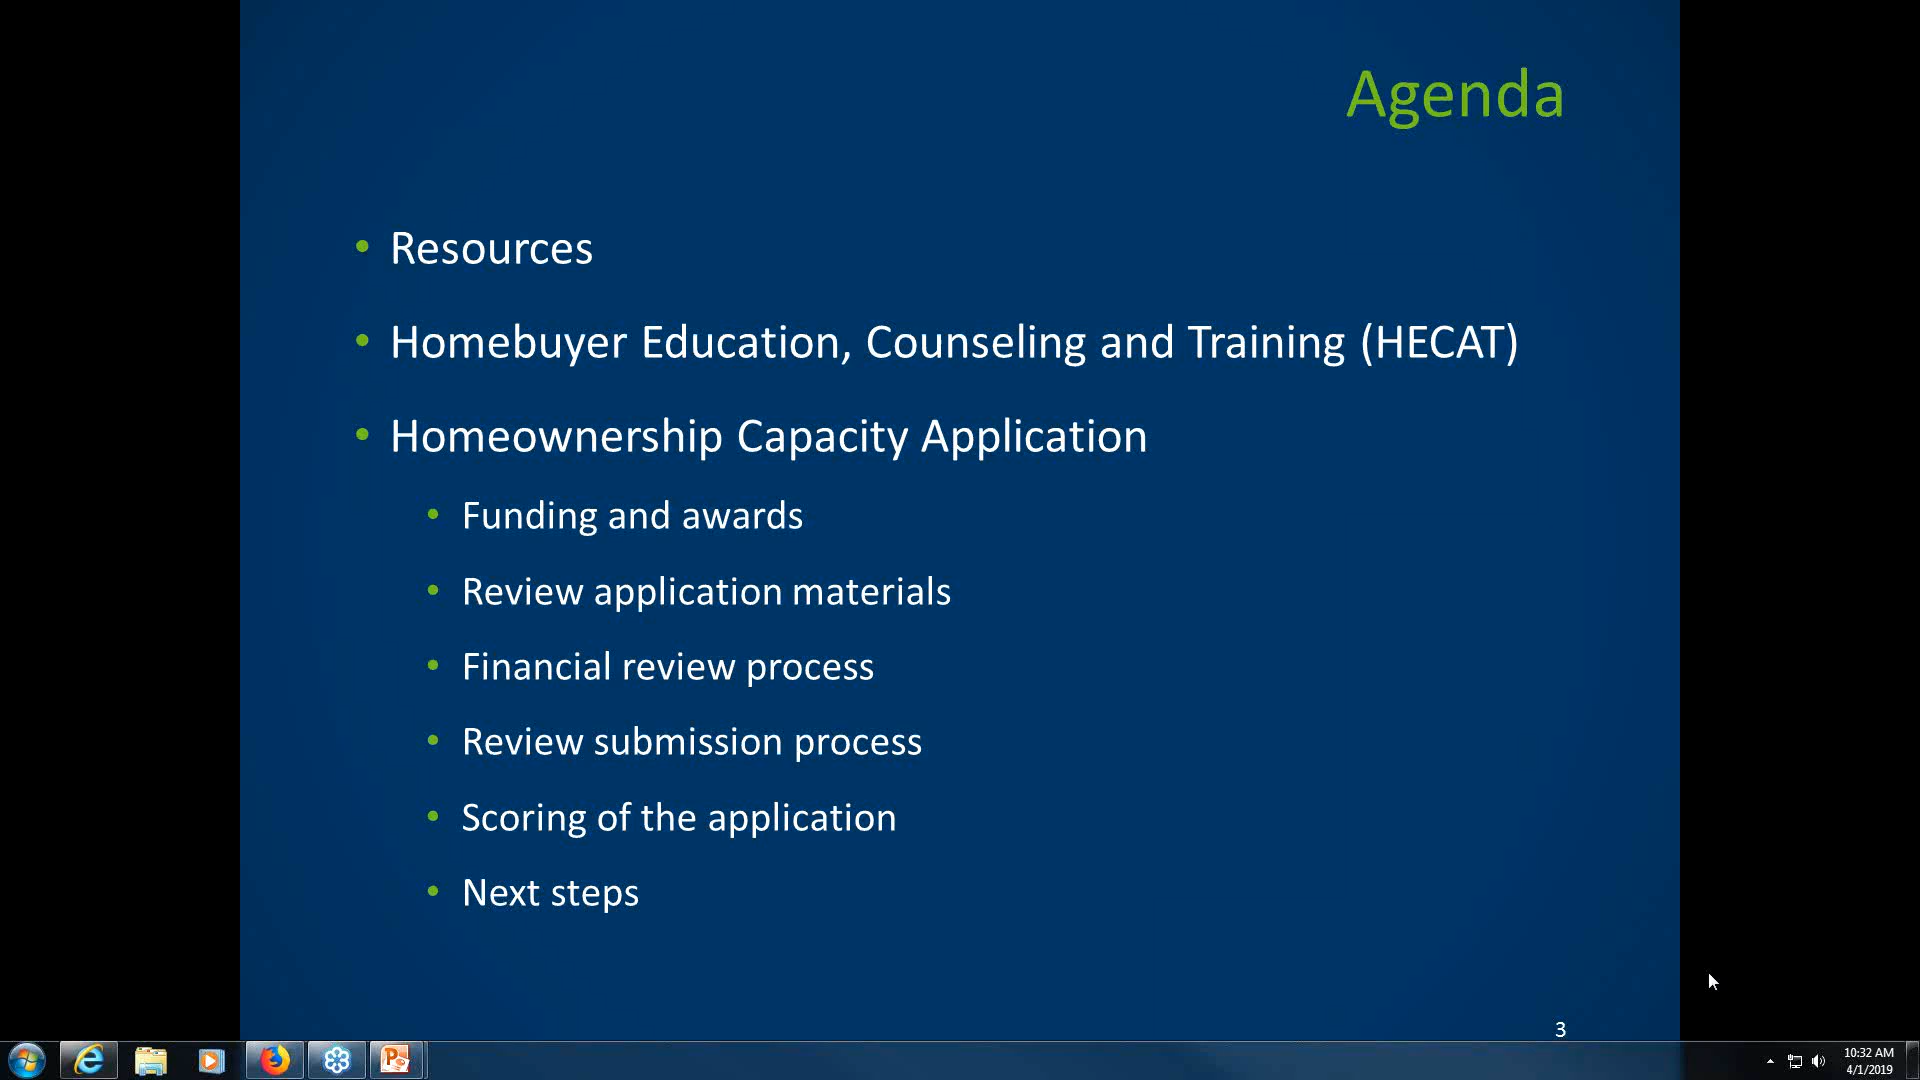 Agenda
• Resources
• Homebuyer Education, Counseling and Training (HECAT)
• Homeownership Capacity Application
• Funding and awards
• Review application materials
• Financial review process
• Review submission process
• Scoring of the application
• Next steps
3
10:32 AM
4/1/2019